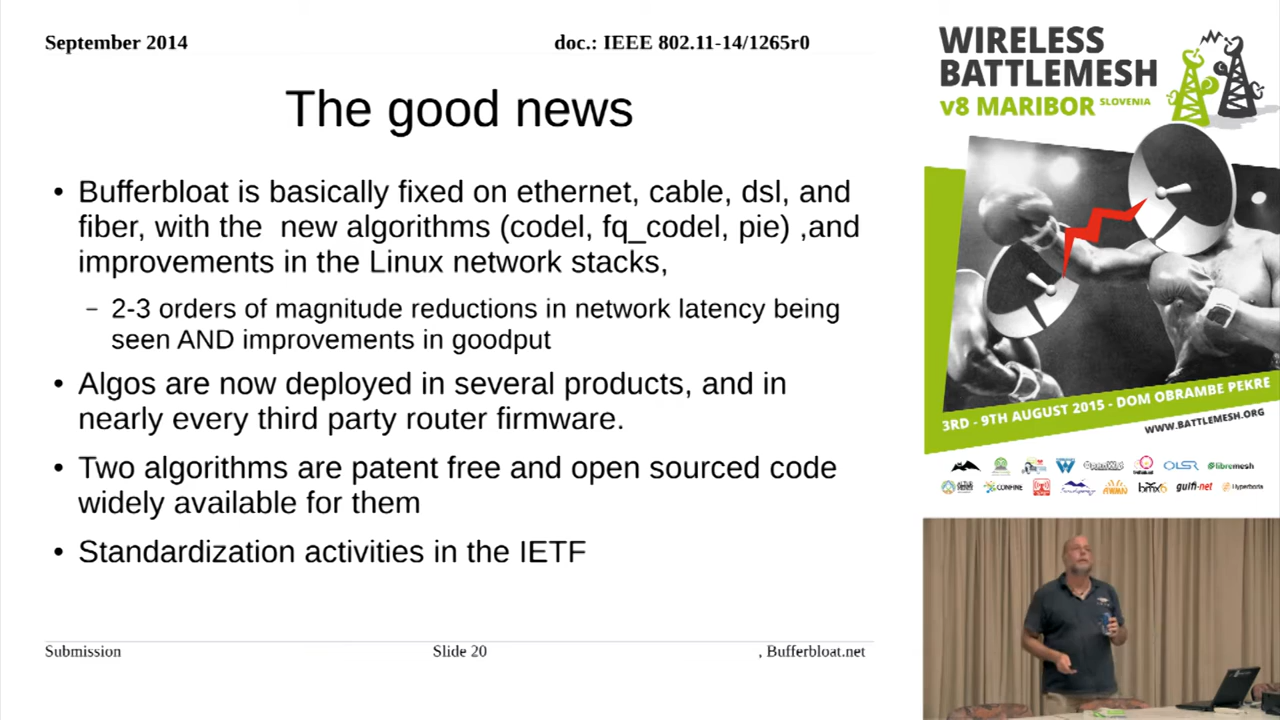 September 2014
doc.: IEEE 802.11-14/1265r0
The good news
• Bufferbloat is basically fixed on ethernet, cable, dsl, and
fiber, with the  new algorithms (codel, fq_codel, pie) ,and
improvements in the Linux network stacks,
– 2-3 orders of magnitude reductions in network latency being
seen AND improvements in goodput
• Algos are now deployed in several products, and in
nearly every third party router firmware.
• Two algorithms are patent free and open sourced code
widely available for them
• Standardization activities in the IETF
Submission
Slide 20
, Bufferbloat.net
WIRELESS
BATTLEMESH
v8 MARIBOR SLOVENIA
3RD - 9TH AUGUST 2015 - DOM OBRAMBE PEKRE
WWW.BATTLEMESH.ORG
OLSR
libremesh
CONFINE
bmx6
guifi·net
Hyperboria